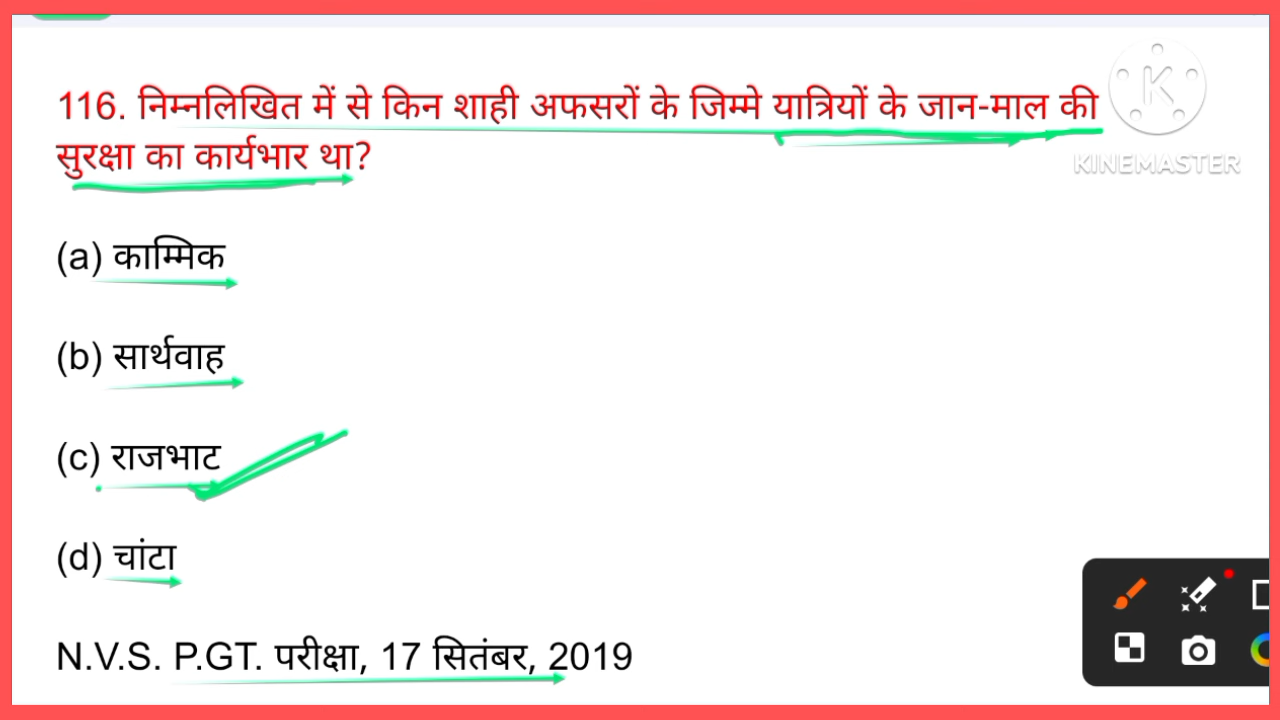 116. निम्नलिखित में से किन शाही अफसरों के जिम्मे यात्रियों के जान-माल की
सुरक्षा का कार्यभार था?
KINEMASTER
(a) काम्मिक
(b) सार्थवाह
(c) राजभाट
(d) चांटा
N.V.S. P.GT. परीक्षा, 17 सितंबर, 2019